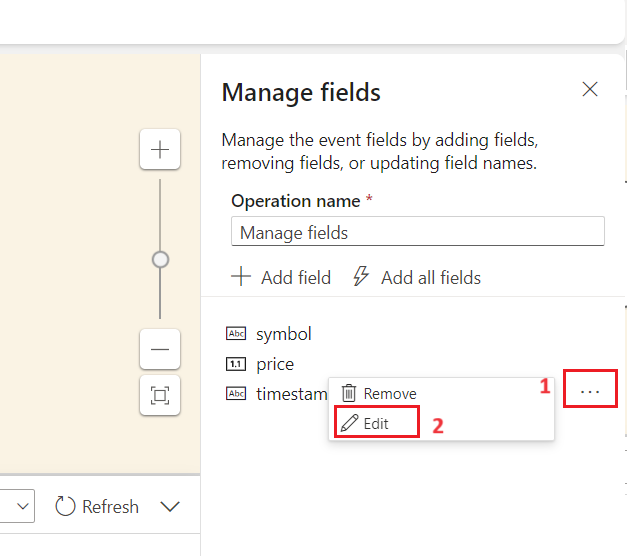 Manage fields
Manage the event fields by adding fields,
removing fields, or updating field names.
Operation name *
Manage fields
Add field Add all fields
Abc symbol
1.1 price
Abc timestam
Remove
1
...
Edit
2
Refresh